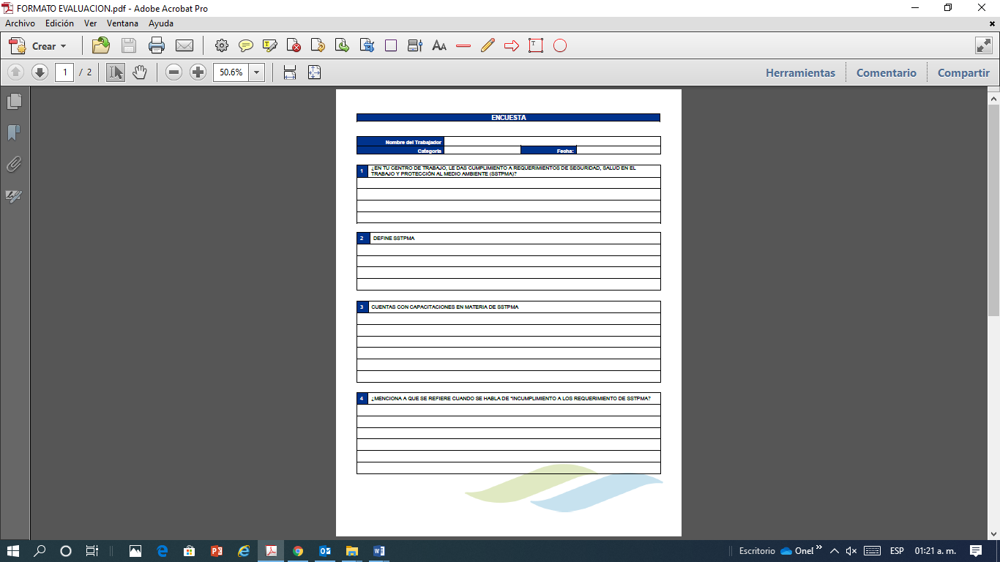 FORMATO EVALUACION.pdf - Adobe Acrobat Pro
Archivo Edición Ver Ventana Ayuda
Crear
1 / 2 50.6% Herramientas Comentario Compartir
ENCUESTA
Nombre del Trabajador
Categoría Fecha:
1 ¿EN TU CENTRO DE TRABAJO, LE DAS CUMPLIMIENTO A REQUERIMIENTOS DE SEGURIDAD, SALUD EN EL
TRABAJO Y PROTECCIÓN AL MEDIO AMBIENTE (SSTPMA)?
2 DEFINE SSTPMA
3 CUENTAS CON CAPACITACIONES EN MATERIA DE SSTPMA
4 ¿MENCIONA A QUE SE REFIERE CUANDO SE HABLA DE "INCUMPLIMIENTO A LOS REQUERIMIENTO DE SSTPMA?
Escritorio Onel ESP 01:21 a. m.